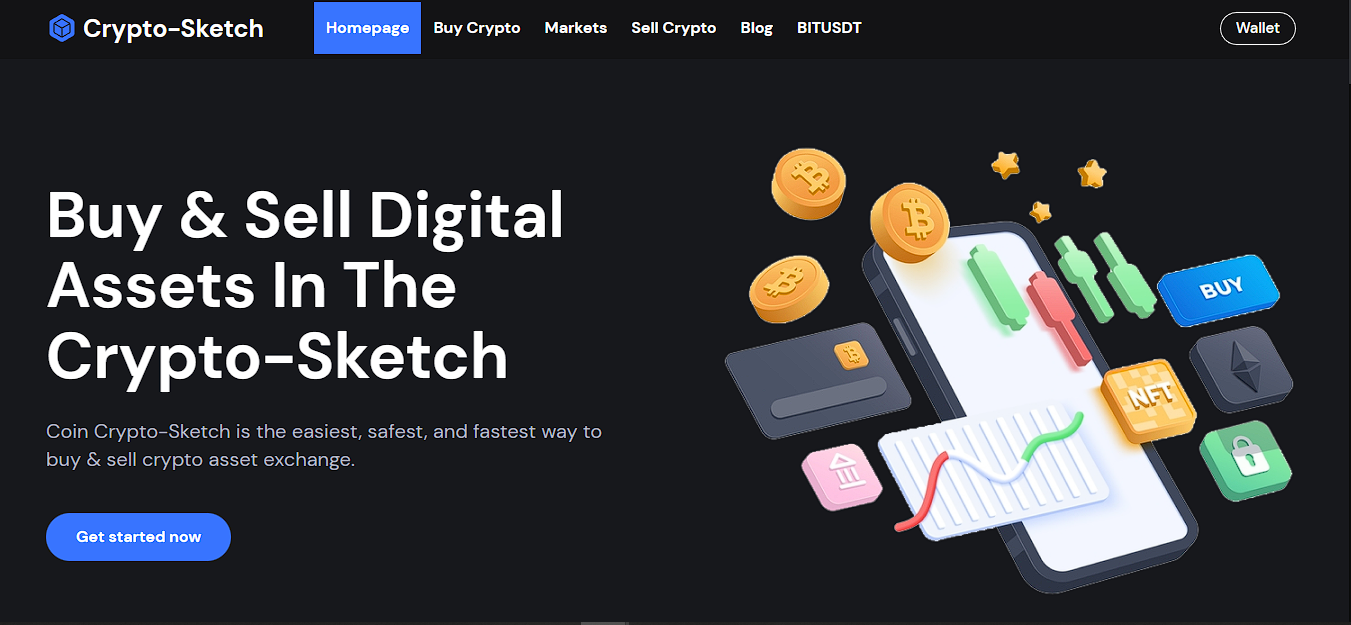 Crypto-Sketch
Homepage
Buy Crypto
Markets
Sell Crypto
Blog
BITUSDT
Wallet
Buy & Sell Digital
Assets In The
Crypto-Sketch
Coin Crypto-Sketch is the easiest, safest, and fastest way to
buy & sell crypto asset exchange.
Get started now
BUY
NFT